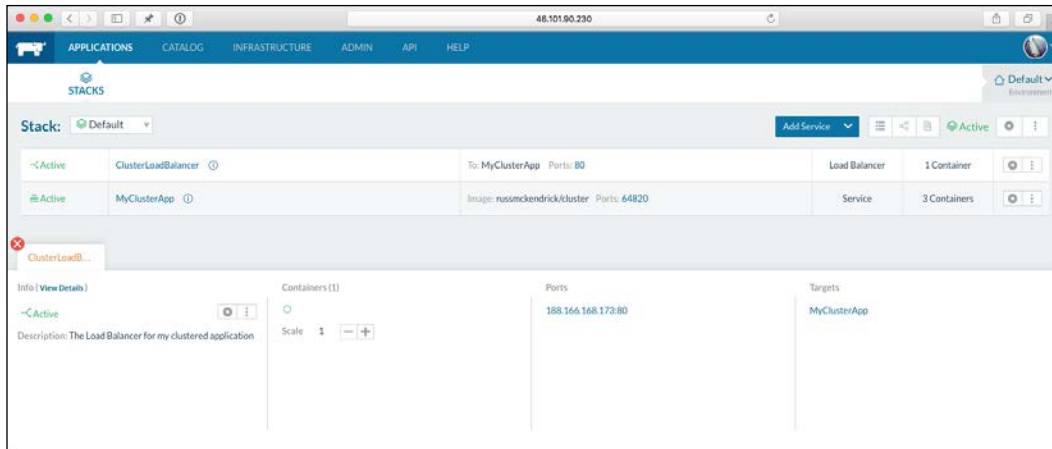 46.101.90.230
APPLICATIONS CATALOG INFRASTRUCTURE ADMIN API HELP
STACKS
Default
Environment
Stack: Default Add Service Active
Active ClusterLoadBalancer To: MyClusterApp Ports: 80 Load Balancer 1 Container
Active MyClusterApp Image: russmckendrick/cluster Ports: 64820 Service 3 Containers
ClusterLoadB...
Info (View Details) Containers (1) Ports Targets
Active 188.166.168.173:80 MyClusterApp
Scale 1
Description: The Load Balancer for my clustered application